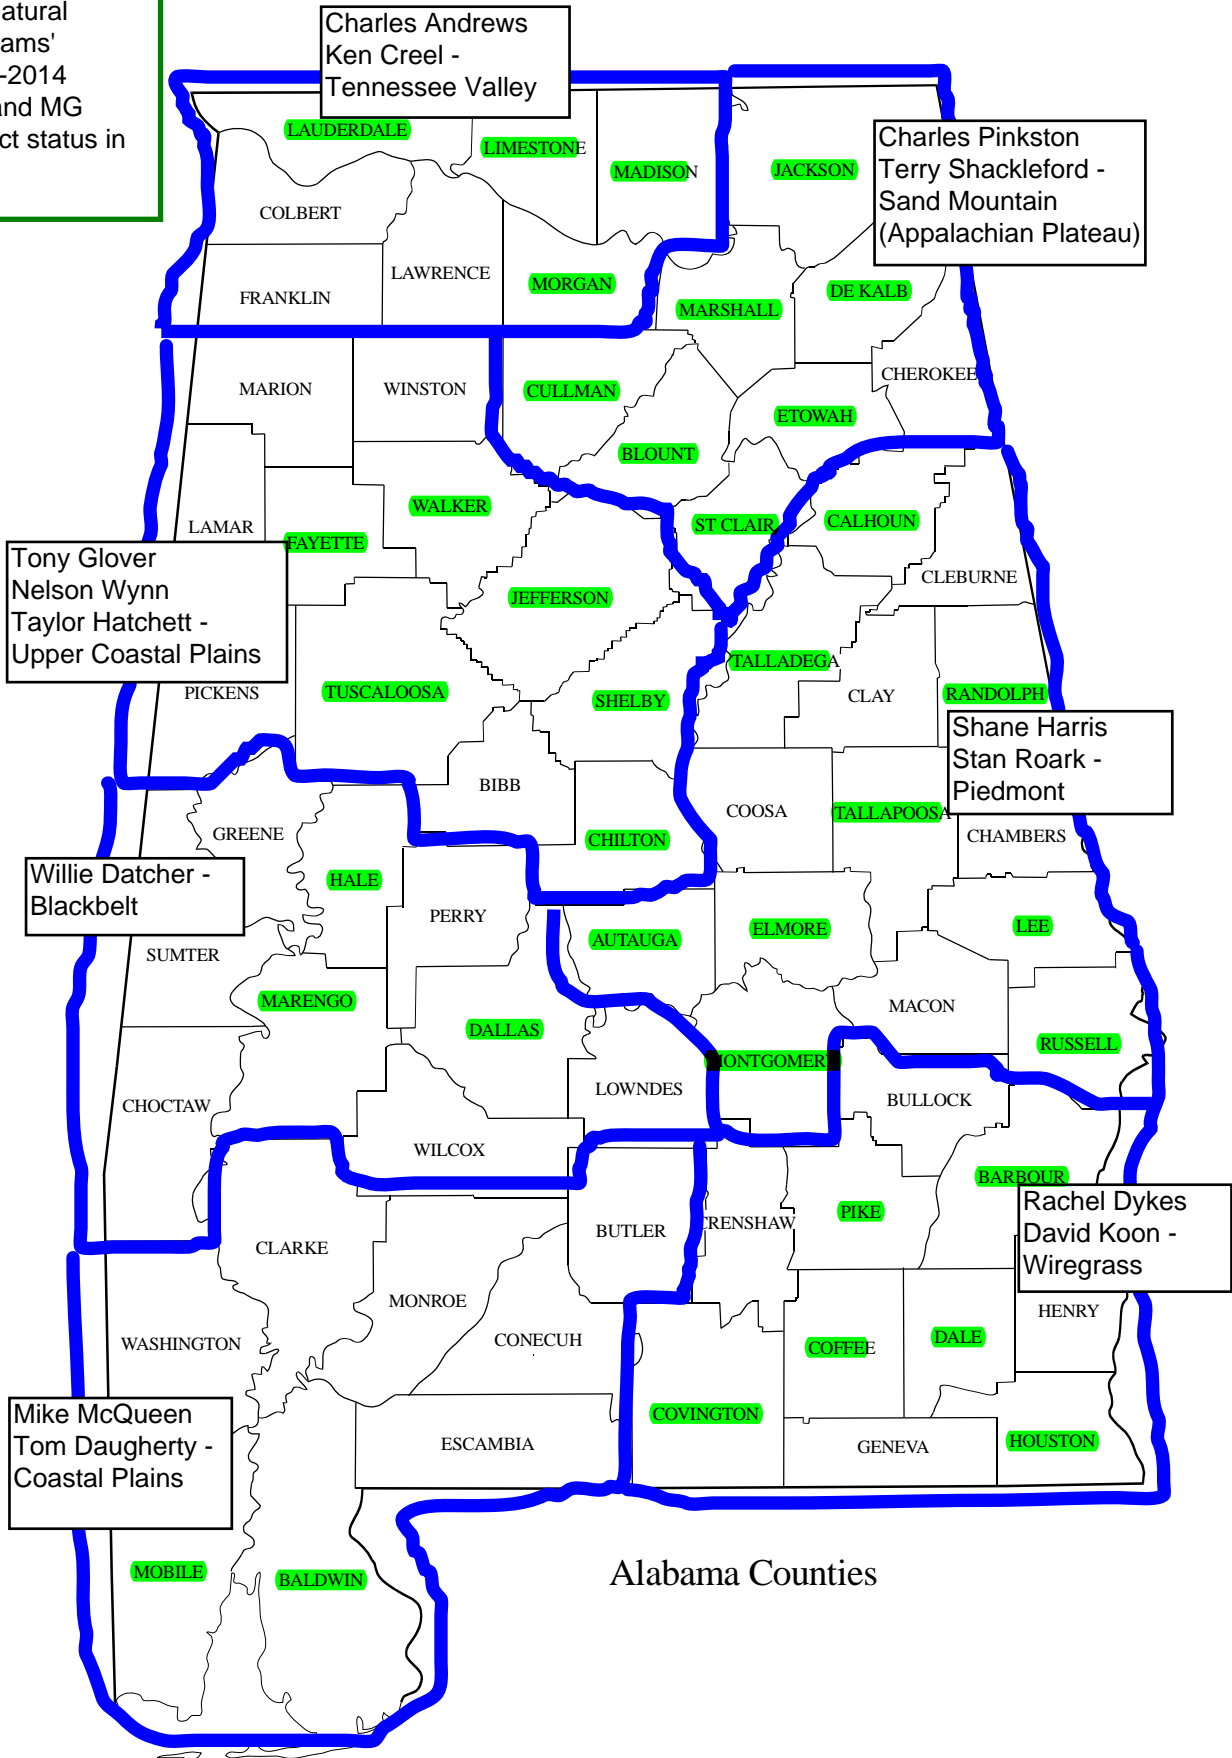 atural
ams'
-2014
and MG
ct status in
Charles Andrews
Ken Creel -
Tennessee Valley
Charles Pinkston
Terry Shackleford -
Sand Mountain
(Appalachian Plateau)
LAUDERDALE
LIMESTONE
MADISON
JACKSON
COLBERT
LAWRENCE
FRANKLIN
MORGAN
MARSHALL
DE KALB
MARION
WINSTON
CULLMAN
CHEROKEE
ETOWAH
BLOUNT
WALKER
LAMAR
FAYETTE
ST CLAIR
CALHOUN
Tony Glover
Nelson Wynn
Taylor Hatchett -
Upper Coastal Plains
JEFFERSON
CLEBURNE
PICKENS
TUSCALOOSA
SHELBY
TALLADEGA
CLAY
RANDOLPH
Shane Harris
Stan Roark -
Piedmont
BIBB
COOSA
TALLAPOOSA
CHAMBERS
GREENE
CHILTON
Willie Datcher -
Blackbelt
HALE
PERRY
AUTAUGA
ELMORE
LEE
SUMTER
MARENGO
DALLAS
MACON
RUSSELL
LOWNDES
MONTGOMERY
BULLOCK
CHOCTAW
WILCOX
BARBOUR
Rachel Dykes
David Koon -
Wiregrass
CLARKE
BUTLER
CRENSHAW
PIKE
MONROE
HENRY
WASHINGTON
CONECUH
COFFEE
DALE
Mike McQueen
Tom Daugherty -
Coastal Plains
ESCAMBIA
COVINGTON
GENEVA
HOUSTON
MOBILE
BALDWIN
Alabama Counties